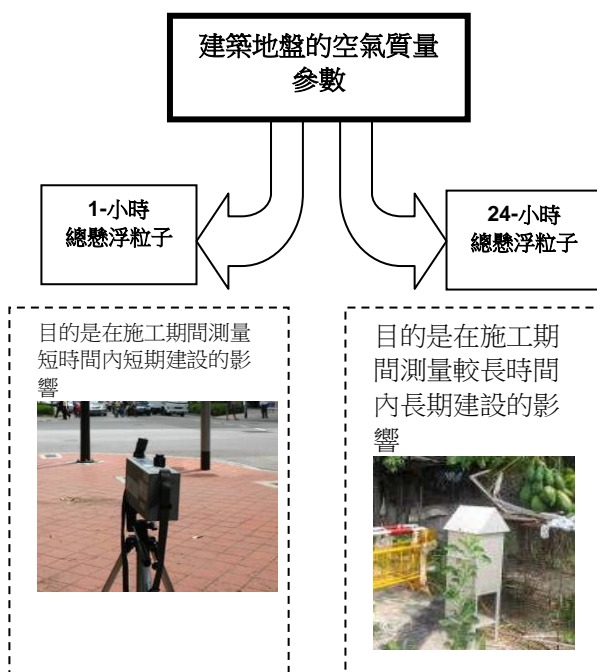 建築地盤的空氣質量
參數
1-小時
總懸浮粒子
24-小時
總懸浮粒子
目的是在施工期間測量
短時間內短期建設的影
響
目的是在施工期
間測量較長時間
內長期建設的影
響